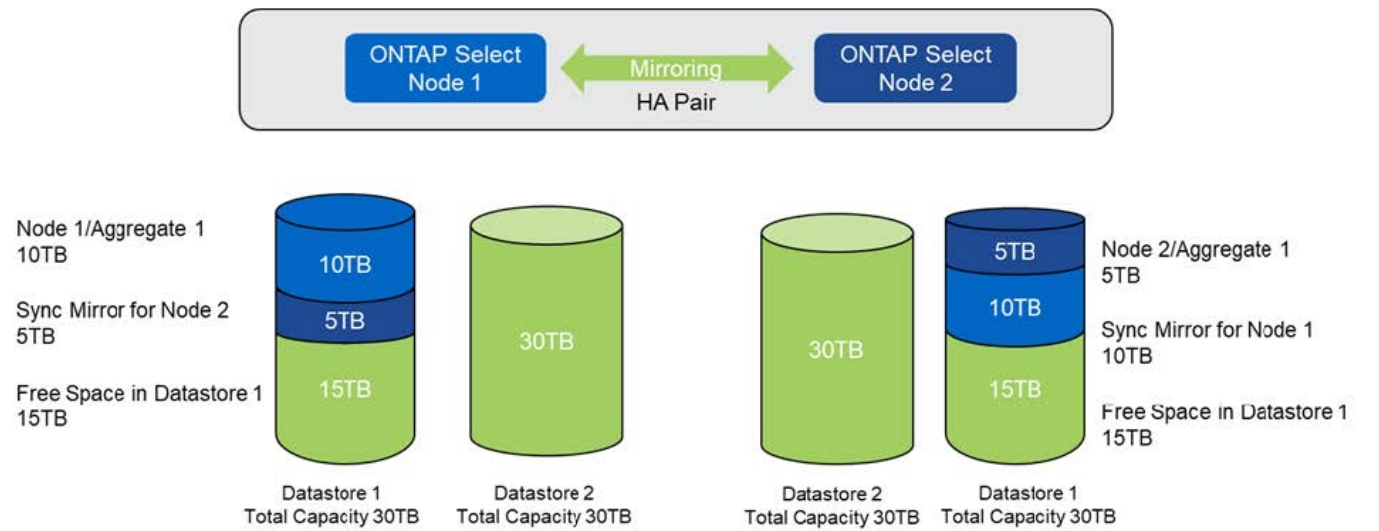 ONTAP Select
Node 1
Mirroring
HA Pair
ONTAP Select
Node 2
Node 1/Aggregate 1
10TB
Sync Mirror for Node 2
5TB
Free Space in Datastore 1
15TB
10TB
5TB
15TB
30TB
30TB
5TB
10TB
15TB
Node 2/Aggregate 1
5TB
Sync Mirror for Node 1
10TB
Free Space in Datastore 1
15TB
Datastore 1
Total Capacity 30TB
Datastore 2
Total Capacity 30TB
Datastore 2
Total Capacity 30TB
Datastore 1
Total Capacity 30TB